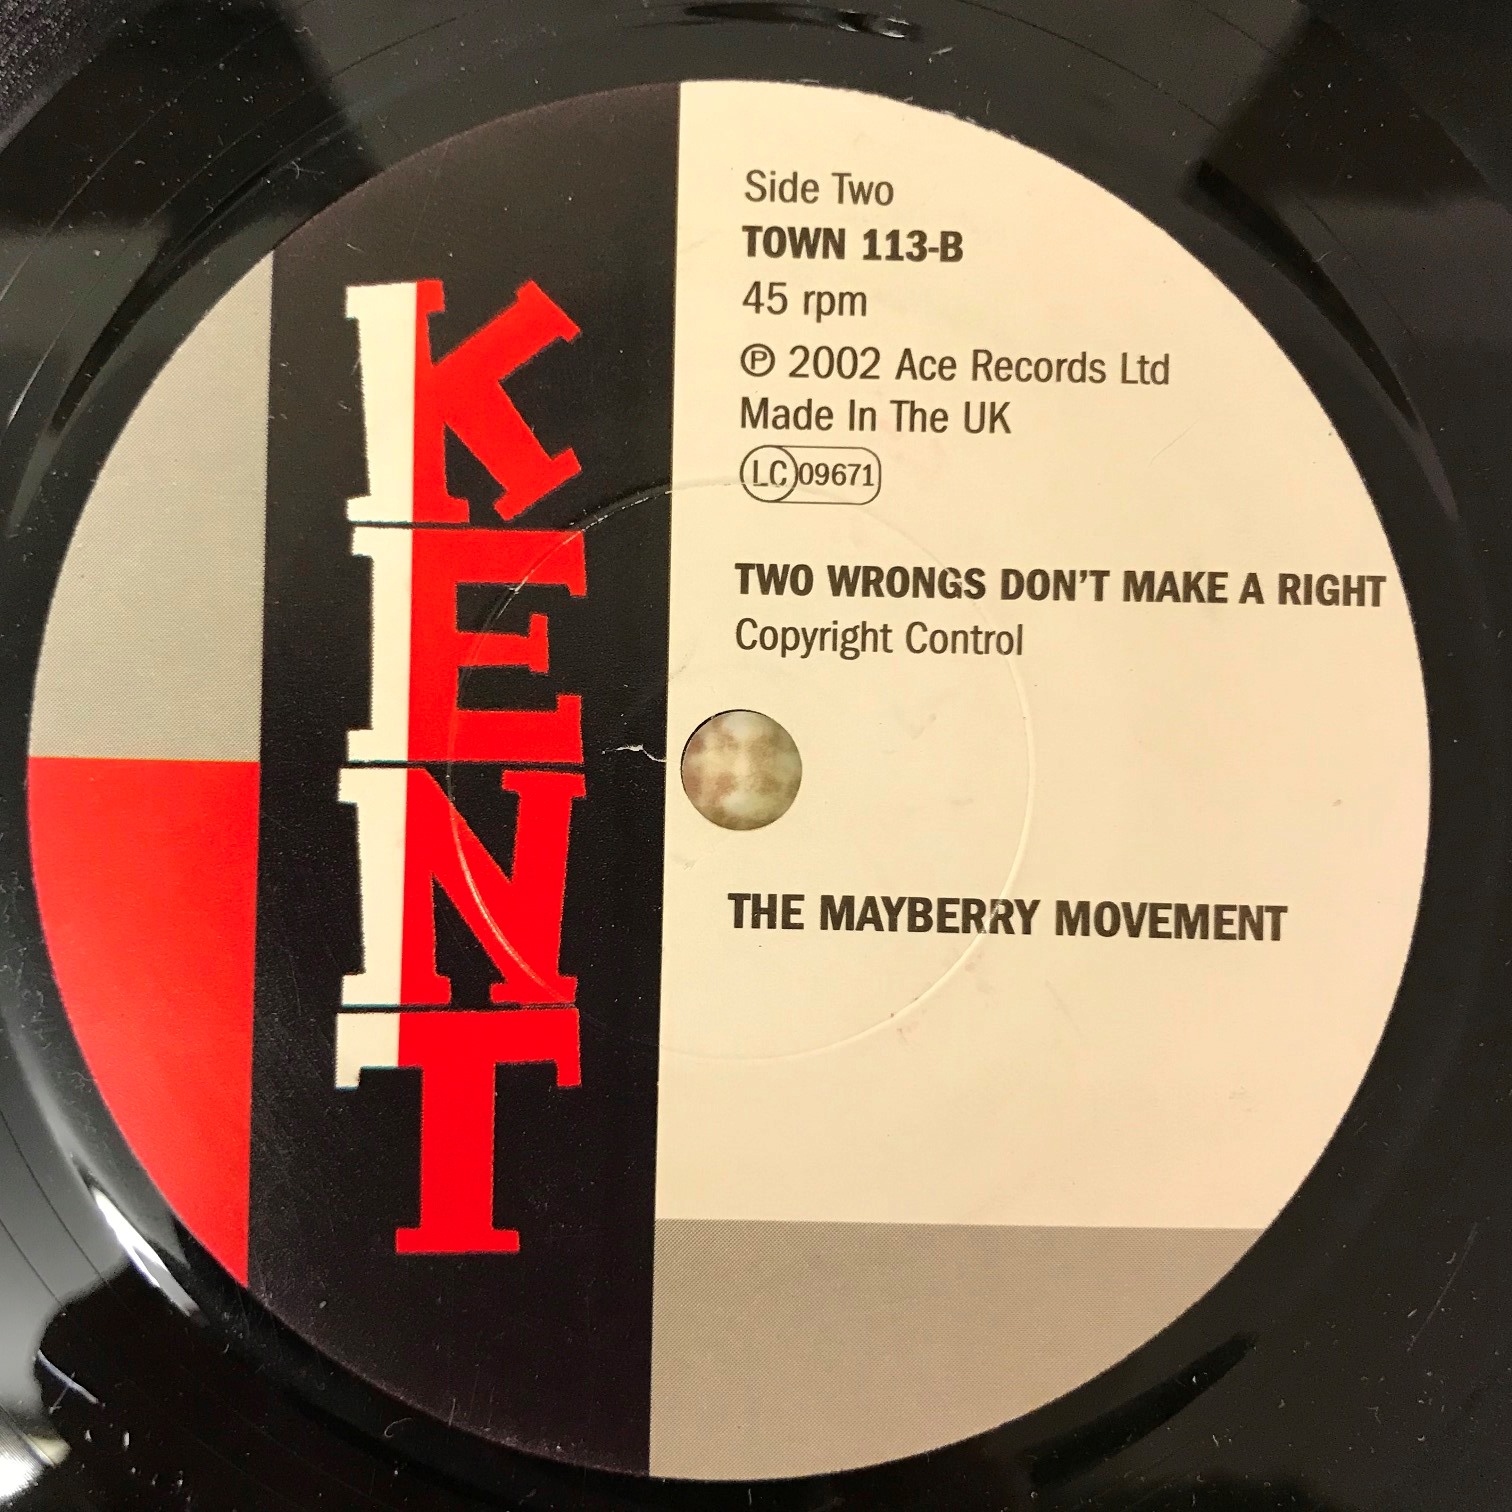 KENT
Side Two
TOWN 113-B
45 rpm
℗ 2002 Ace Records Ltd
Made In The UK
LC 09671
TWO WRONGS DON'T MAKE A RIGHT
Copyright Control
THE MAYBERRY MOVEMENT